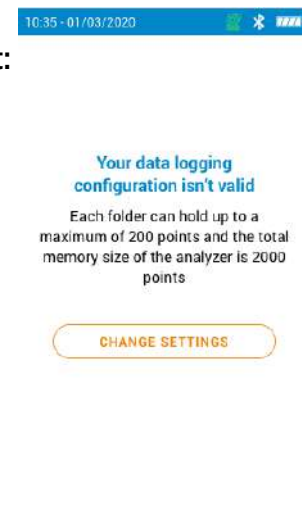 10:35 - 01/03/2020
:
Your data logging
configuration isn't valid
Each folder can hold up to a
maximum of 200 points and the total
memory size of the analyzer is 2000
points
CHANGE SETTINGS